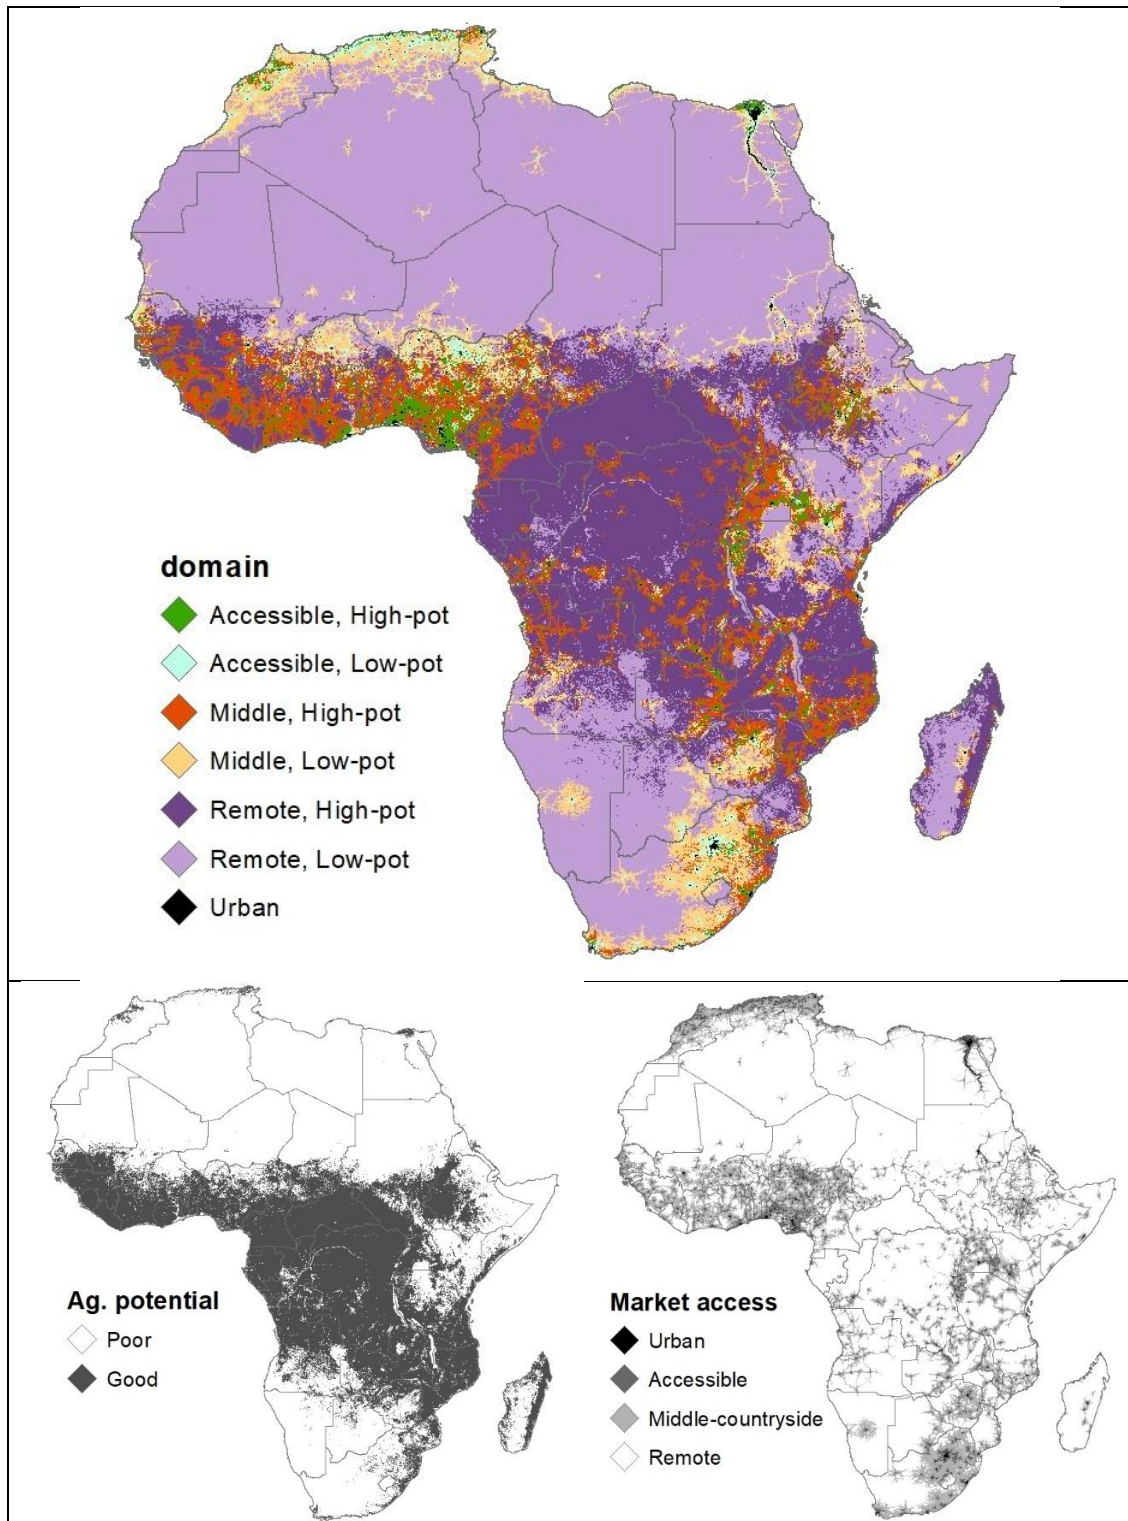 domain
Accessible, High-pot
Accessible, Low-pot
Middle, High-pot
Middle, Low-pot
Remote, High-pot
Remote, Low-pot
Urban
Ag. potential
Poor
Good
Market access
Urban
Accessible
Middle-countryside
Remote